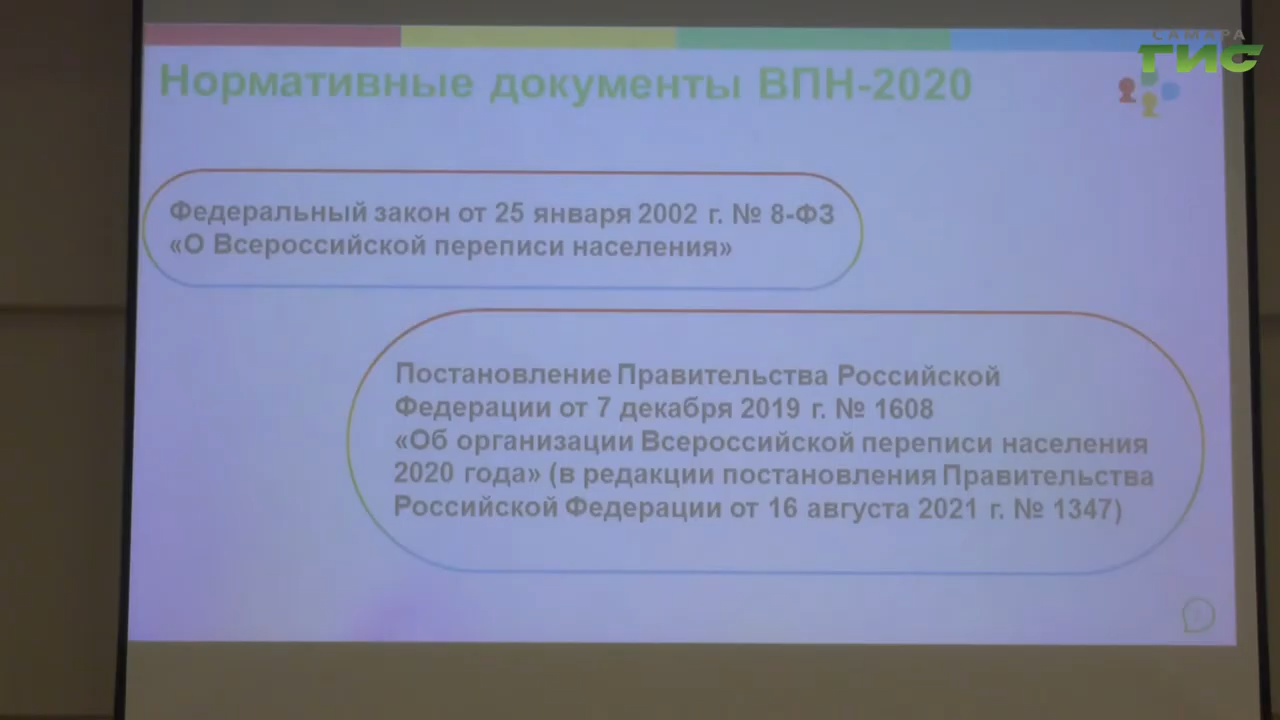 САМАРА
ГИС
Нормативные документы ВПН-2020
Федеральный закон от 25 января 2002 г. № 8-ФЗ
«О Всероссийской переписи населения»
Постановление Правительства Российской
Федерации от 7 декабря 2019 г. № 1608
«Об организации Всероссийской переписи населения
2020 года» (в редакции постановления Правительства
Российской Федерации от 16 августа 2021 г. № 1347)